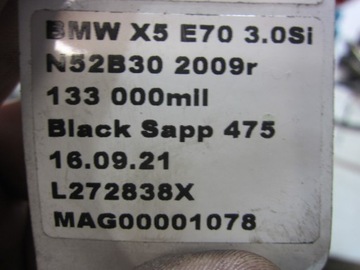 BMW X5 E70 3.0Si
N52B30 2009r
133 000mil
Black Sapp 475
16.09.21
L272838X
MAG00001078